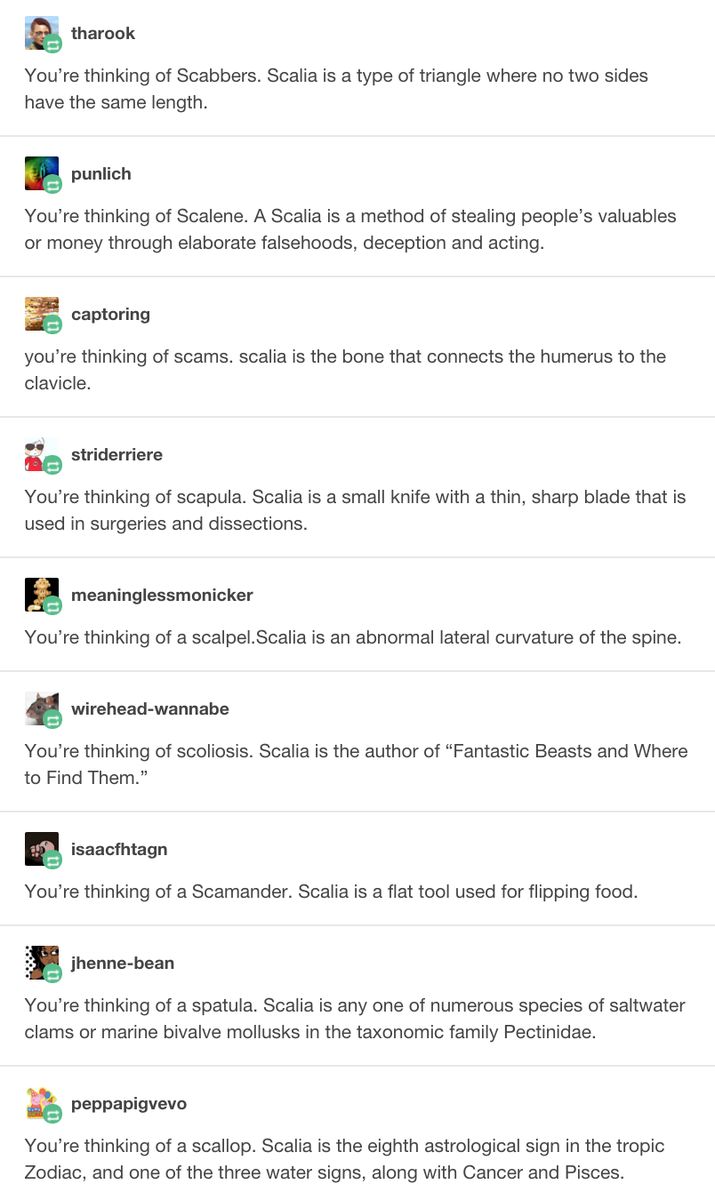 tharook
You’re thinking of Scabbers. Scalia is a type of triangle where no two sides
have the same length.
punlich
You’re thinking of Scalene. A Scalia is a method of stealing people’s valuables
or money through elaborate falsehoods, deception and acting.
captoring
you’re thinking of scams. scalia is the bone that connects the humerus to the
clavicle.
striderriere
You’re thinking of scapula. Scalia is a small knife with a thin, sharp blade that is
used in surgeries and dissections.
meaninglessmonicker
You’re thinking of a scalpel.Scalia is an abnormal lateral curvature of the spine.
wirehead-wannabe
You’re thinking of scoliosis. Scalia is the author of “Fantastic Beasts and Where
to Find Them.”
isaacfhtagn
You’re thinking of a Scamander. Scalia is a flat tool used for flipping food.
jhenne-bean
You’re thinking of a spatula. Scalia is any one of numerous species of saltwater
clams or marine bivalve mollusks in the taxonomic family Pectinidae.
peppapigvevo
You’re thinking of a scallop. Scalia is the eighth astrological sign in the tropic
Zodiac, and one of the three water signs, along with Cancer and Pisces.